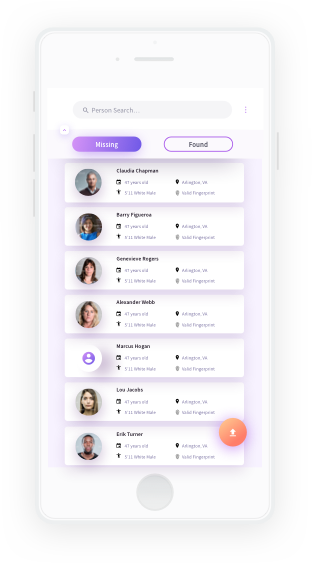 Person Search...
Missing
Found
Claudia Chapman
47 years old
Arlington, VA
5'11 White Male
Valid Fingerprint
Barry Figueroa
47 years old
Arlington, VA
5'11 White Male
Valid Fingerprint
Genevieve Rogers
47 years old
Arlington, VA
5'11 White Male
Valid Fingerprint
Alexander Webb
47 years old
Arlington, VA
5'11 White Male
Valid Fingerprint
Marcus Hogan
47 years old
Arlington, VA
5'11 White Male
Valid Fingerprint
Lou Jacobs
47 years old
Arlington, VA
5'11 White Male
Valid Fingerprint
Erik Turner
47 years old
Arlington, VA
5'11 White Male
Valid Fingerprint